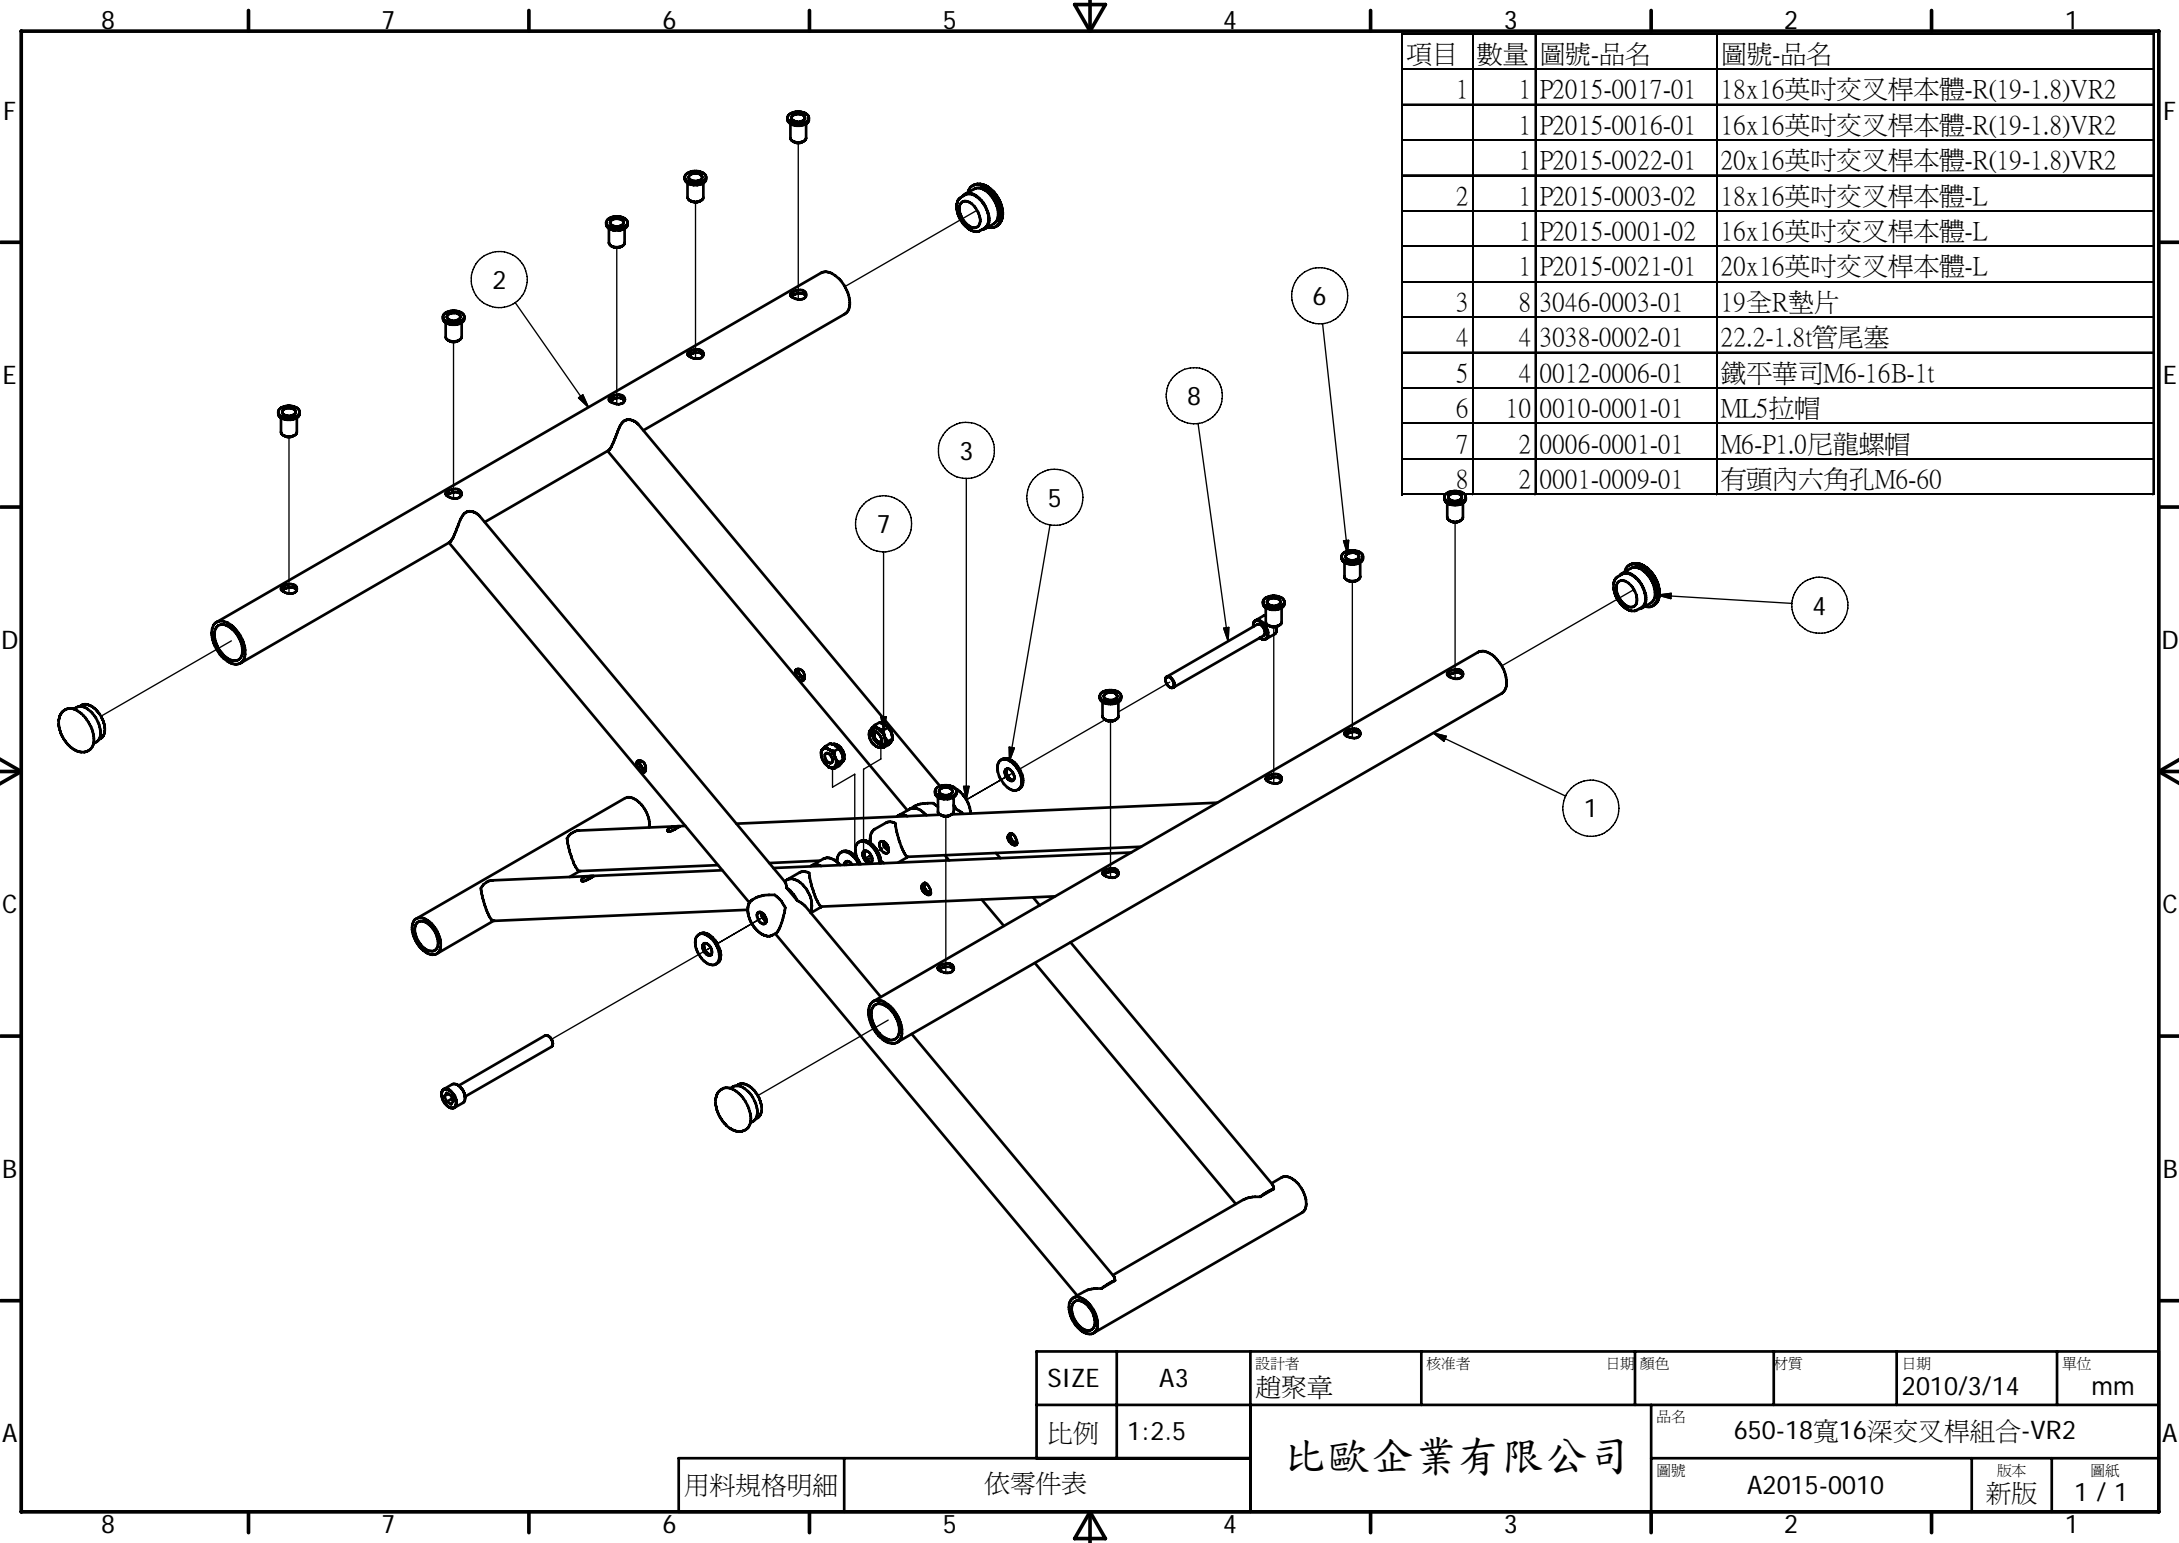 8 7 6 5 4 3 2 1
F F
E E
D D
C C
B B
A A
項目 數量 圖號-品名 圖號-品名
1 1 P2015-0017-01 18x16英吋交叉桿本體-R(19-1.8)VR2
1 P2015-0016-01 16x16英吋交叉桿本體-R(19-1.8)VR2
1 P2015-0022-01 20x16英吋交叉桿本體-R(19-1.8)VR2
2 1 P2015-0003-02 18x16英吋交叉桿本體-L
1 P2015-0001-02 16x16英吋交叉桿本體-L
1 P2015-0021-01 20x16英吋交叉桿本體-L
3 8 3046-0003-01 19全R墊片
4 4 3038-0002-01 22.2-1.8t管尾塞
5 4 0012-0006-01 鐵平華司M6-16B-1t
6 10 0010-0001-01 ML5拉帽
7 2 0006-0001-01 M6-P1.0尼龍螺帽
8 2 0001-0009-01 有頭內六角孔M6-60
2
6
8
3
5
7
4
1
SIZE A3 設計者 趙聚章 核准者 日期 顏色 材質 日期 2010/3/14 單位 mm
比例 1:2.5 比歐企業有限公司 品名 650-18寬16深交叉桿組合-VR2
用料規格明細 依零件表 圖號 A2015-0010 版本 新版 圖紙 1 / 1
8 7 6 5 4 3 2 1